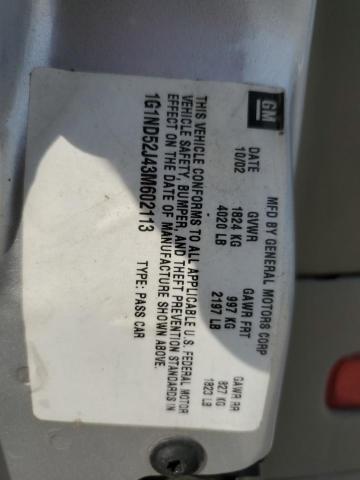 GM
MFD BY GENERAL MOTORS CORP
DATE GVWR GAWR FRT GAWR RR
10/02 1824 KG 997 KG 827 KG
4020 LB 2197 LB 1823 LB
THIS VEHICLE CONFORMS TO ALL APPLICABLE U.S. FEDERAL MOTOR
VEHICLE SAFETY, BUMPER, AND THEFT PREVENTION STANDARDS IN
EFFECT ON THE DATE OF MANUFACTURE SHOWN ABOVE.
1G1ND52J43M602113 TYPE: PASS CAR